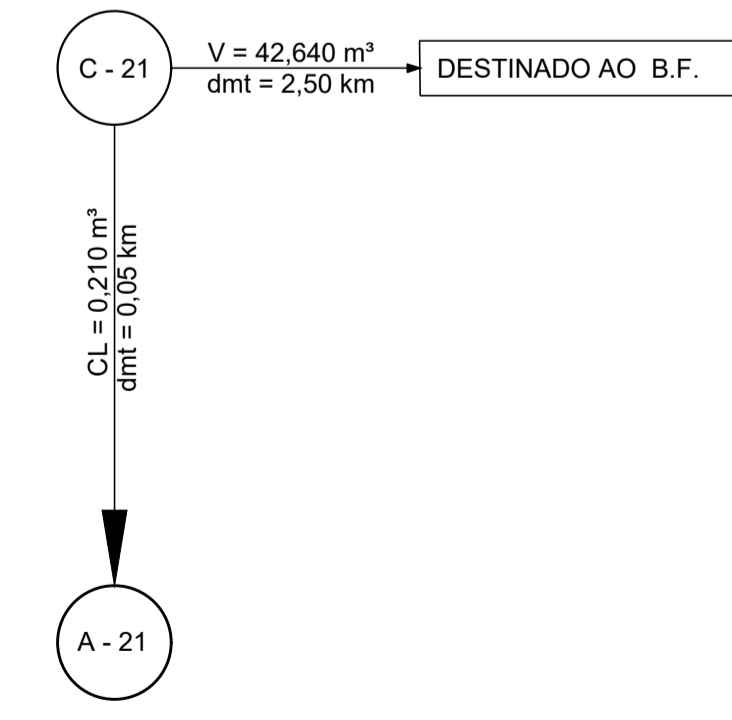 C - 21
V = 42,640 m³
dmt = 2,50 km
DESTINADO AO B.F.
CL = 0,210 m³
dmt = 0,05 km
A - 21